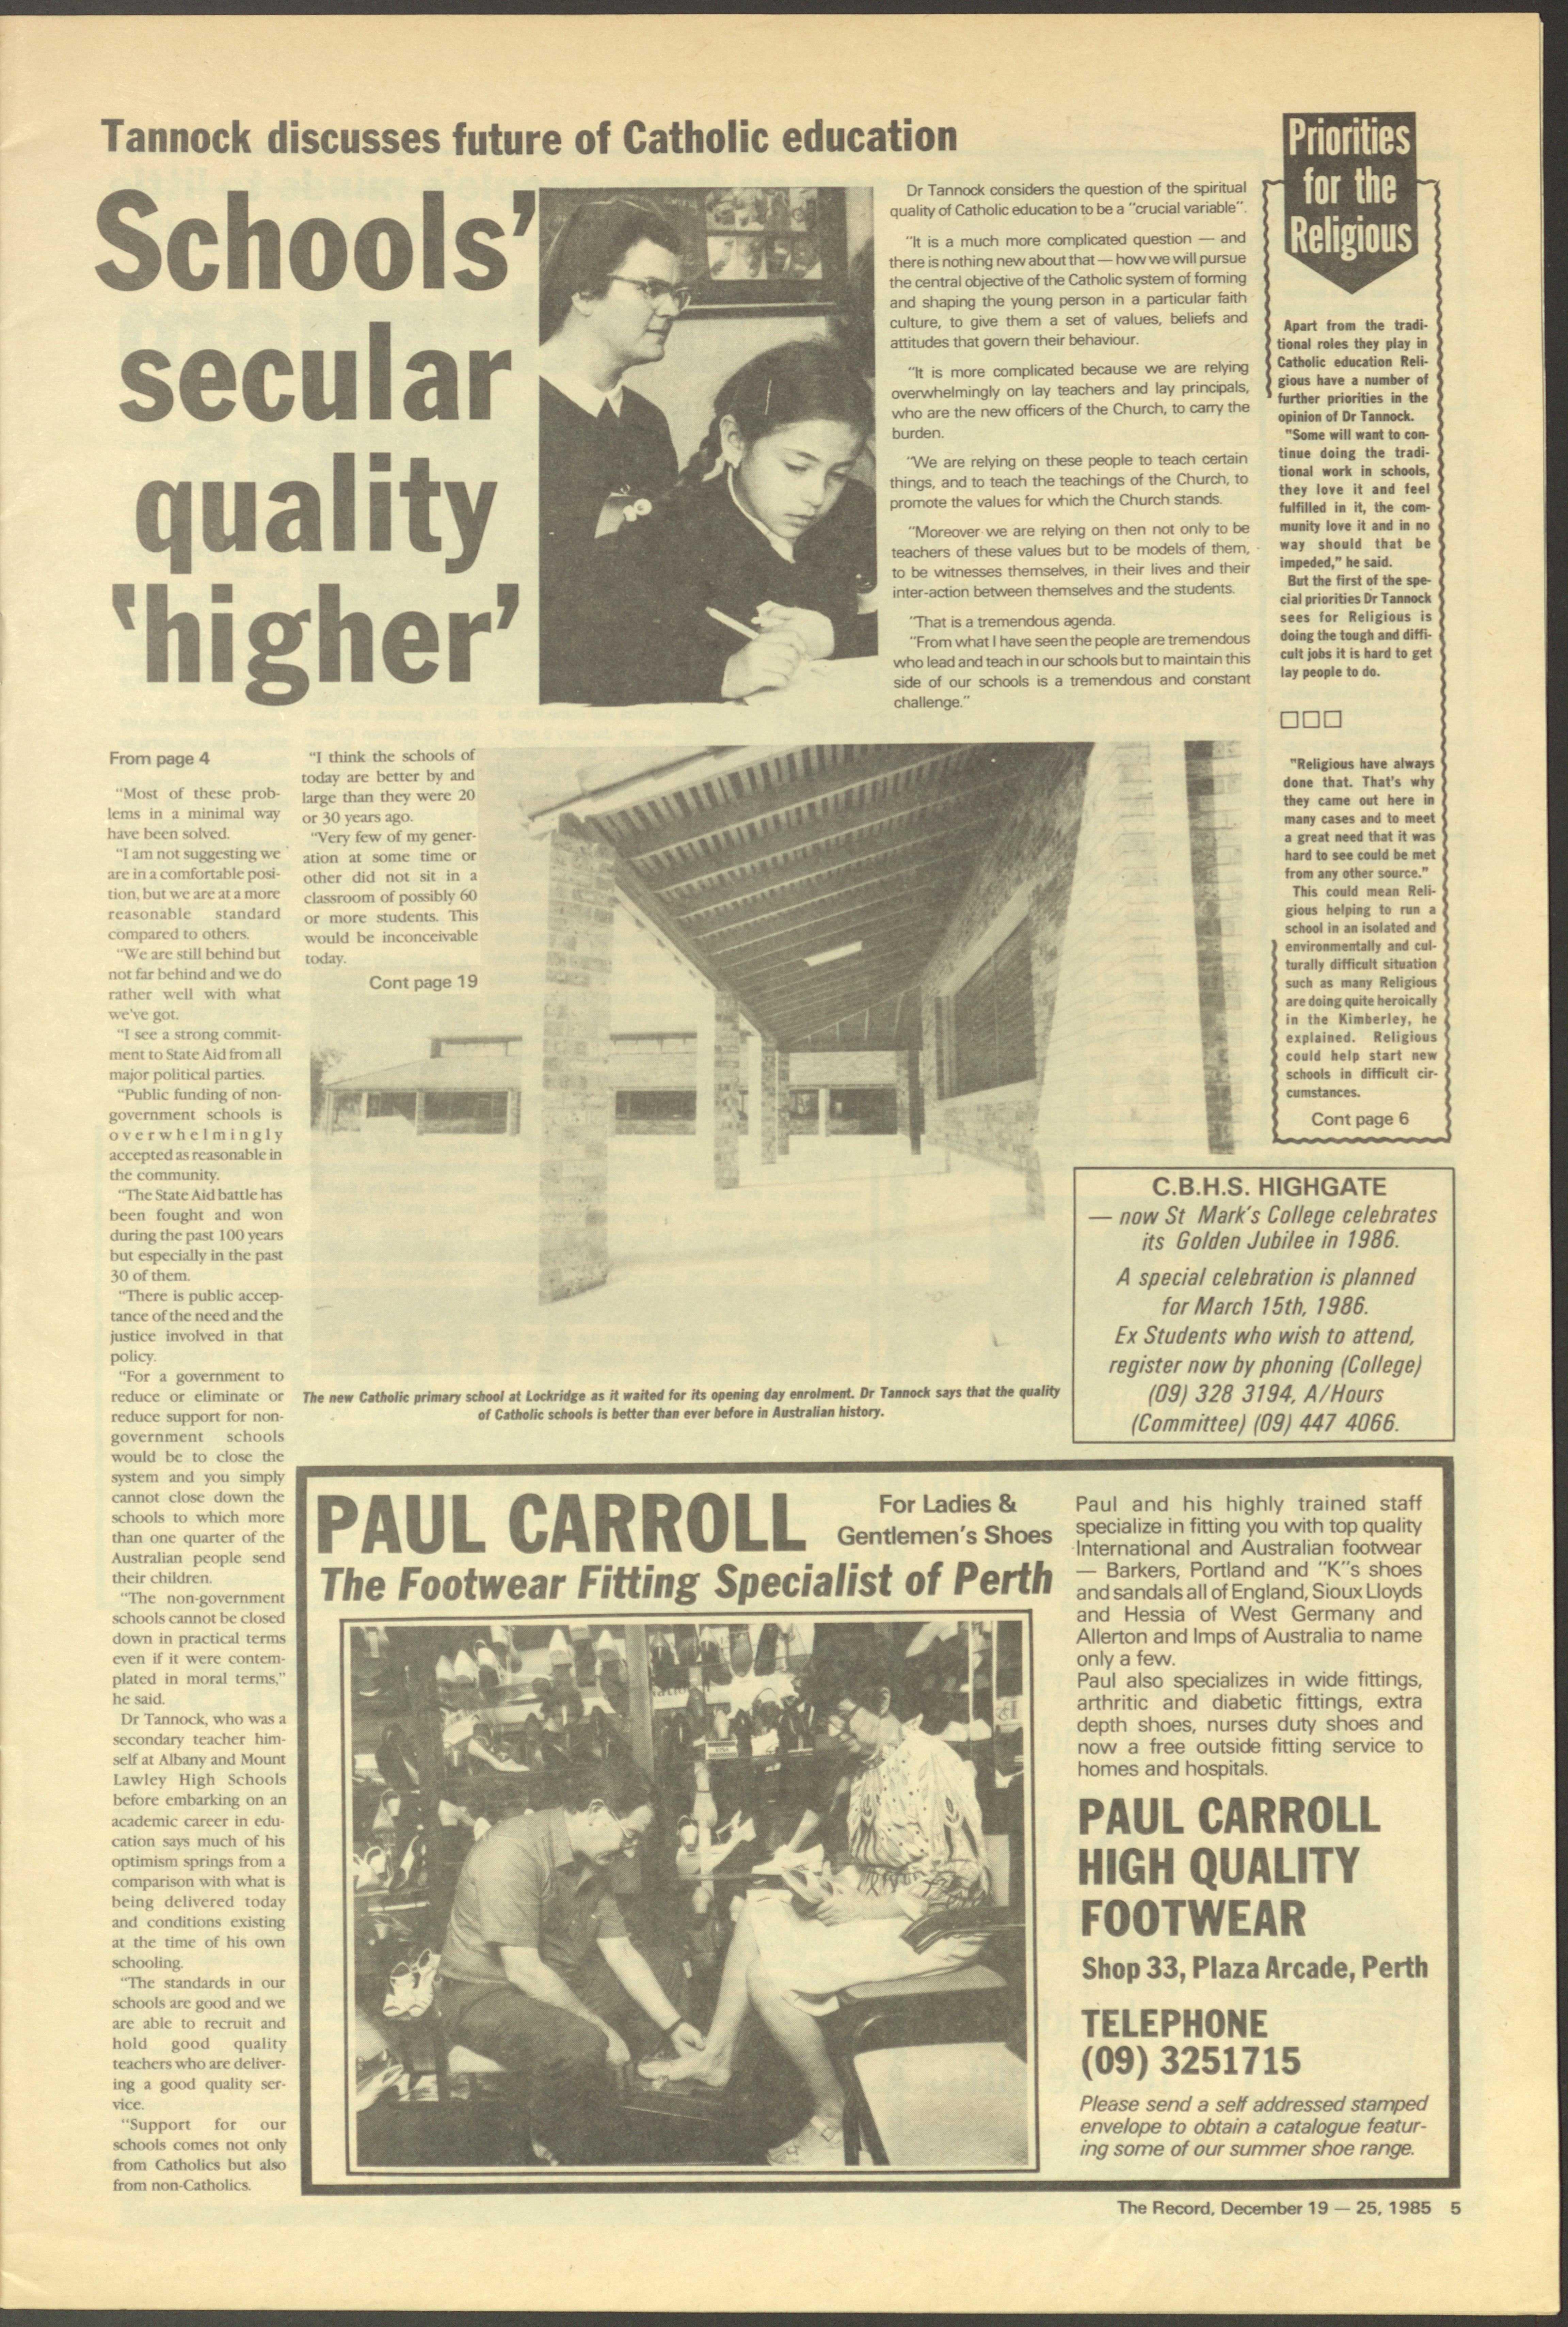 Tannock discusses future of Catholic education
Schools'
secular
quality
'higher'
From page 4
"Most of these prob-
lems in a minimal way
have been solved.
"I am not suggesting we
are in a comfortable posi-
tion, but we are at a more
reasonable standard
compared to others.
"We are still behind but
not far behind and we do
rather well with what
we've got.
"I see a strong commit-
ment to State Aid from all
major political parties.
"Public funding of non-
government schools is
overwhelmingly
accepted as reasonable in
the community.
"The State Aid battle has
been fought and won
during the past 100 years
but especially in the past
30 of them.
"There is public accep-
tance of the need and the
justice involved in that
policy.
"For a government to
reduce or eliminate or
reduce support for non-
government schools
would be to close the
system and you simply
cannot close down the
schools to which more
than one quarter of the
Australian people send
their children.
"The non-government
schools cannot be closed
down in practical terms
even if it were contem-
plated in moral terms,"
he said.
Dr Tannock, who was a
secondary teacher him-
self at Albany and Mount
Lawley High Schools
before embarking on an
academic career in edu-
cation says much of his
optimism springs from a
comparison with what is
being delivered today
and conditions existing
at the time of his own
schooling.
"The standards in our
schools are good and we
are able to recruit and
hold good quality
teachers who are deliver-
ing a good quality ser-
vice.
"Support for our
schools comes not only
from Catholics but also
from non-Catholics.
"I think the schools of
today are better by and
large than they were 20
or 30 years ago.
"Very few of my gener-
ation at some time or
other did not sit in a
classroom of possibly 60
or more students. This
would be inconceivable
today.
Cont page 19
Dr Tannock considers the question of the spiritual
quality of Catholic education to be a "crucial variable".
"It is a much more complicated question — and
there is nothing new about that — how we will pursue
the central objective of the Catholic system of forming
and shaping the young person in a particular faith
culture, to give them a set of values, beliefs and
attitudes that govern their behaviour.
"It is more complicated because we are relying
overwhelmingly on lay teachers and lay principals,
who are the new officers of the Church, to carry the
burden.
"We are relying on these people to teach certain
things, and to teach the teachings of the Church, to
promote the values for which the Church stands.
"Moreover we are relying on then not only to be
teachers of these values but to be models of them,
to be witnesses themselves, in their lives and their
inter-action between themselves and the students.
"That is a tremendous agenda.
"From what I have seen the people are tremendous
who lead and teach in our schools but to maintain this
side of our schools is a tremendous and constant
challenge."
The new Catholic primary school at Lockridge as it waited for its opening day enrolment. Dr Tannock says that the quality
of Catholic schools is better than ever before in Australian history.
Priorities
for the
Religious
Apart from the tradi-
tional roles they play in
Catholic education Reli-
gious have a number of
further priorities in the
opinion of Dr Tannock.
"Some will want to con-
tinue doing the tradi-
tional work in schools,
they love it and feel
fulfilled in it, the com-
munity love it and in no
way should that be
impeded," he said.
But the first of the spe-
cial priorities Dr Tannock
sees for Religious is
doing the tough and diffi-
cult jobs it is hard to get
lay people to do.
□□□
"Religious have always
done that. That's why
they came out here in
many cases and to meet
a great need that it was
hard to see could be met
from any other source."
This could mean Reli-
gious helping to run a
school in an isolated and
environmentally and cul-
turally difficult situation
such as many Religious
are doing quite heroically
in the Kimberley, he
explained. Religious
could help start new
schools in difficult cir-
cumstances.
Cont page 6
C.B.H.S. HIGHGATE
— now St Mark's College celebrates
its Golden Jubilee in 1986.
A special celebration is planned
for March 15th, 1986.
Ex Students who wish to attend,
register now by phoning (College)
(09) 328 3194, A/Hours
(Committee) (09) 447 4066.
PAUL CARROLL
For Ladies &
Gentlemen's Shoes
The Footwear Fitting Specialist of Perth
Paul and his highly trained staff
specialize in fitting you with top quality
International and Australian footwear
— Barkers, Portland and "K"s shoes
and sandals all of England, Sioux Lloyds
and Hessia of West Germany and
Allerton and Imps of Australia to name
only a few.
Paul also specializes in wide fittings,
arthritic and diabetic fittings, extra
depth shoes, nurses duty shoes and
now a free outside fitting service to
homes and hospitals.
PAUL CARROLL
HIGH QUALITY
FOOTWEAR
Shop 33, Plaza Arcade, Perth
TELEPHONE
(09) 3251715
Please send a self addressed stamped
envelope to obtain a catalogue featur-
ing some of our summer shoe range.
The Record, December 19 — 25, 1985 5